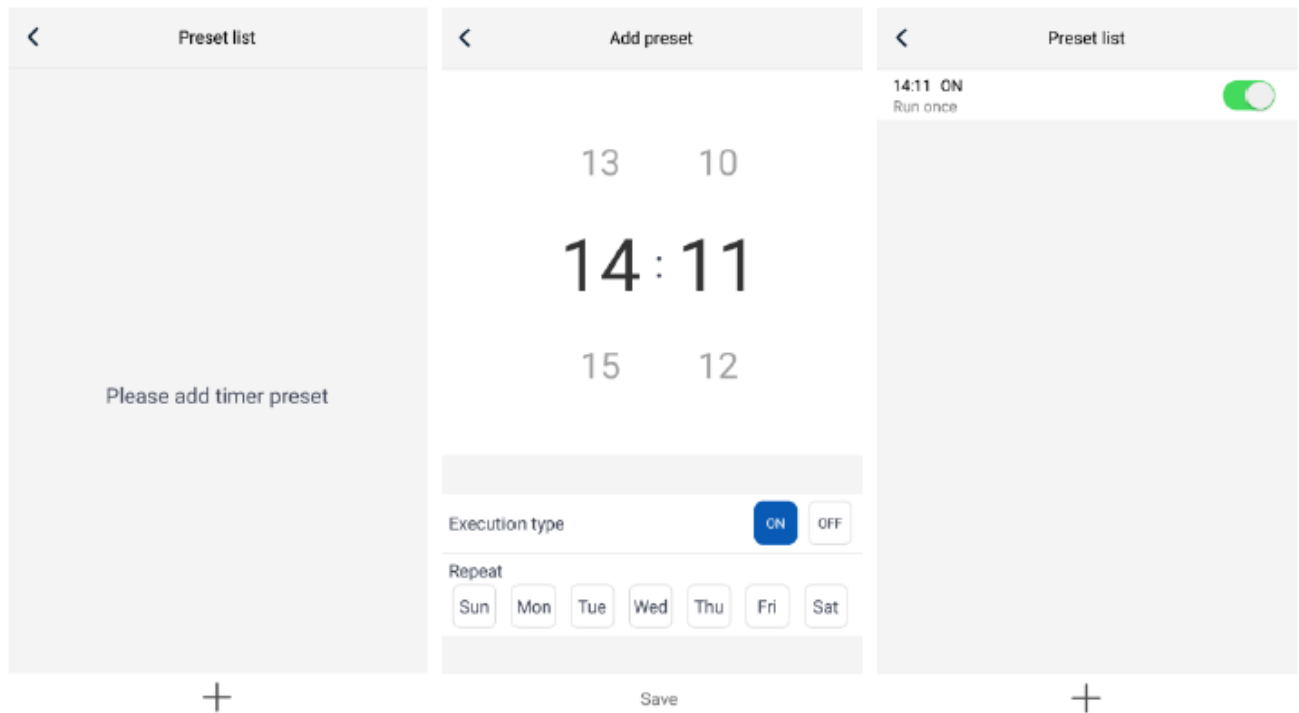 Preset list
Please add timer preset
Add preset
13 10
14 : 11
15 12
Execution type ON OFF
Repeat
Sun Mon Tue Wed Thu Fri Sat
Save
Preset list
14:11 ON
Run once